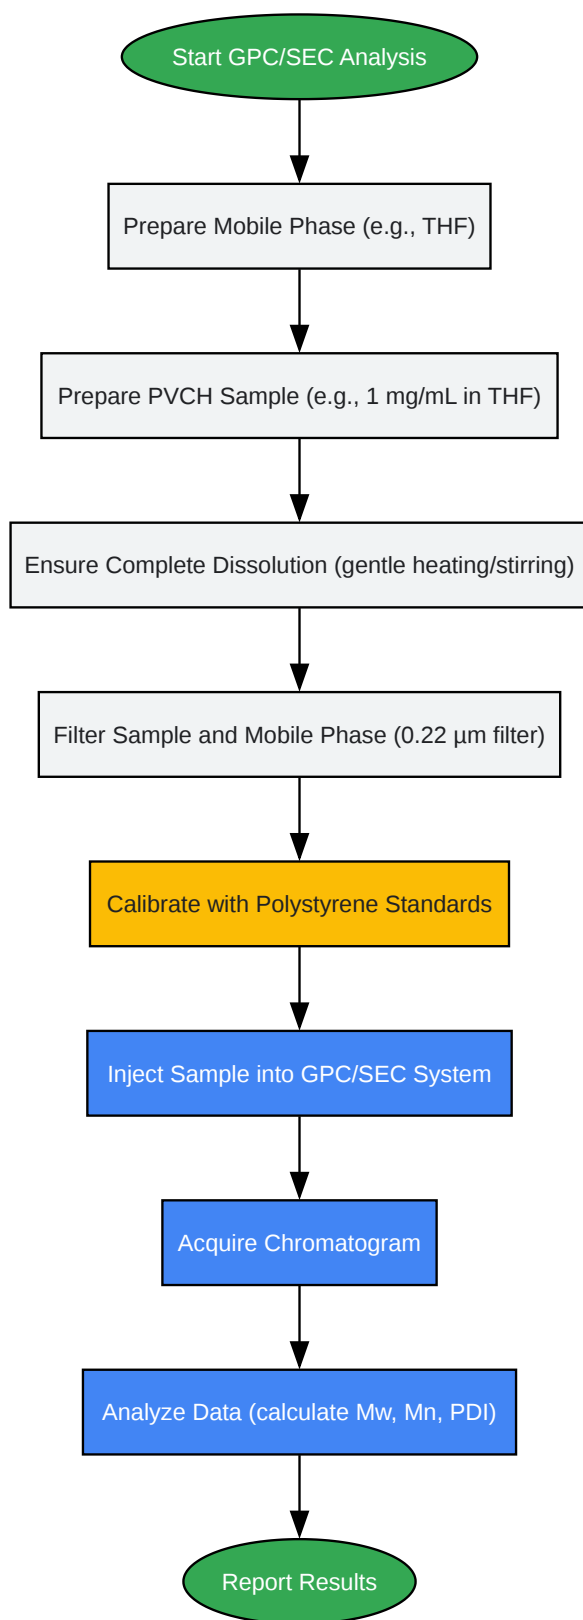 Start GPC/SEC Analysis
Prepare Mobile Phase (e.g., THF)
Prepare PVCH Sample (e.g., 1 mg/mL in THF)
Ensure Complete Dissolution (gentle heating/stirring)
Filter Sample and Mobile Phase (0.22 µm filter)
Calibrate with Polystyrene Standards
Inject Sample into GPC/SEC System
Acquire Chromatogram
Analyze Data (calculate Mw, Mn, PDI)
Report Results